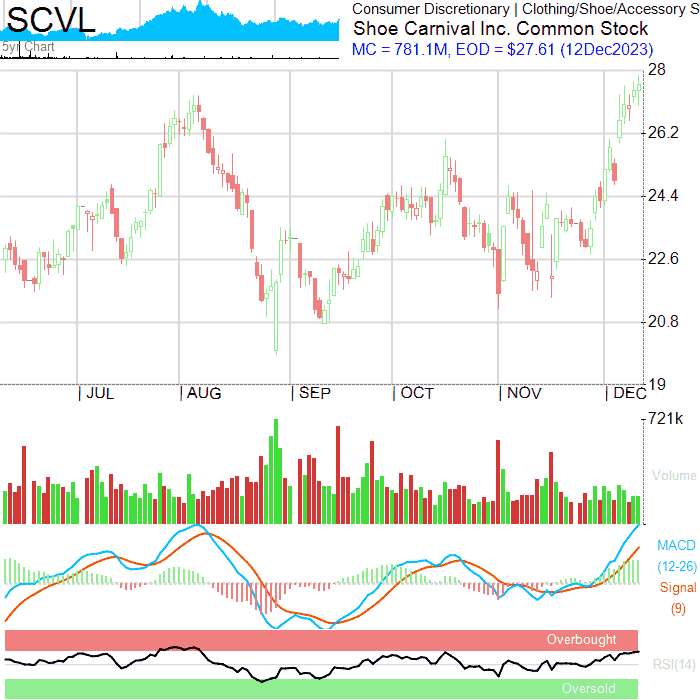 SCVL
5yr Chart
Consumer Discretionary | Clothing/Shoe/Accessory S
Shoe Carnival Inc. Common Stock
MC = 781.1M, EOD = $27.61 (12Dec2023)
28
26.2
24.4
22.6
20.8
19
| JUL | AUG | SEP | OCT | NOV | DEC
721k
Volume
MACD
(12-26)
Signal
(9)
Overbought
RSI(14)
Oversold